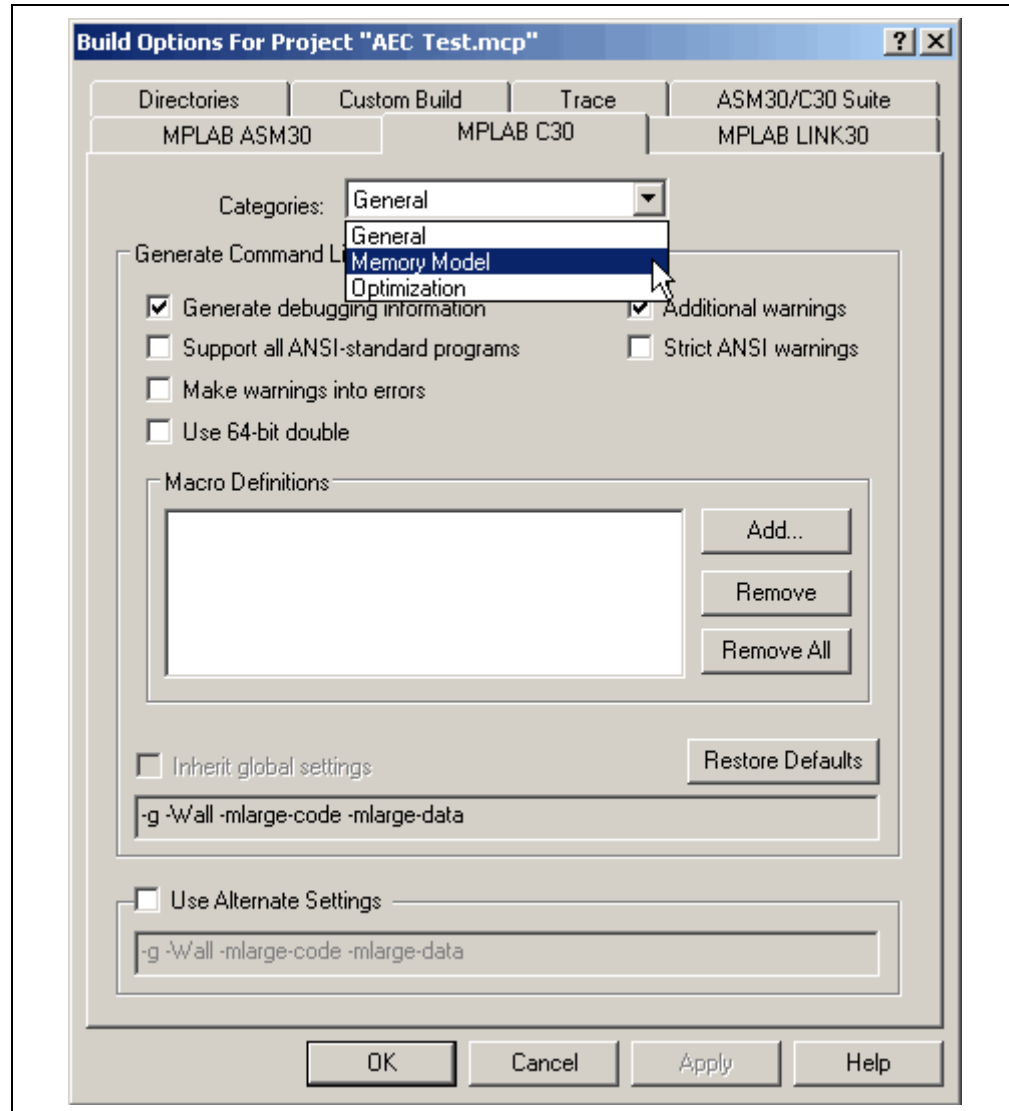 Build Options For Project "AEC Test.mcp"
Directories Custom Build Trace ASM30/C30 Suite
MPLAB ASM30 MPLAB C30 MPLAB LINK30
Categories: General
General
Generate Command Li Memory Model
Optimization
Generate debugging information Additional warnings
Support all ANSI-standard programs Strict ANSI warnings
Make warnings into errors
Use 64-bit double
Macro Definitions
Add...
Remove
Remove All
Inherit global settings Restore Defaults
-g -Wall -mlarge-code -mlarge-data
Use Alternate Settings
-g -Wall -mlarge-code -mlarge-data
OK Cancel Apply Help